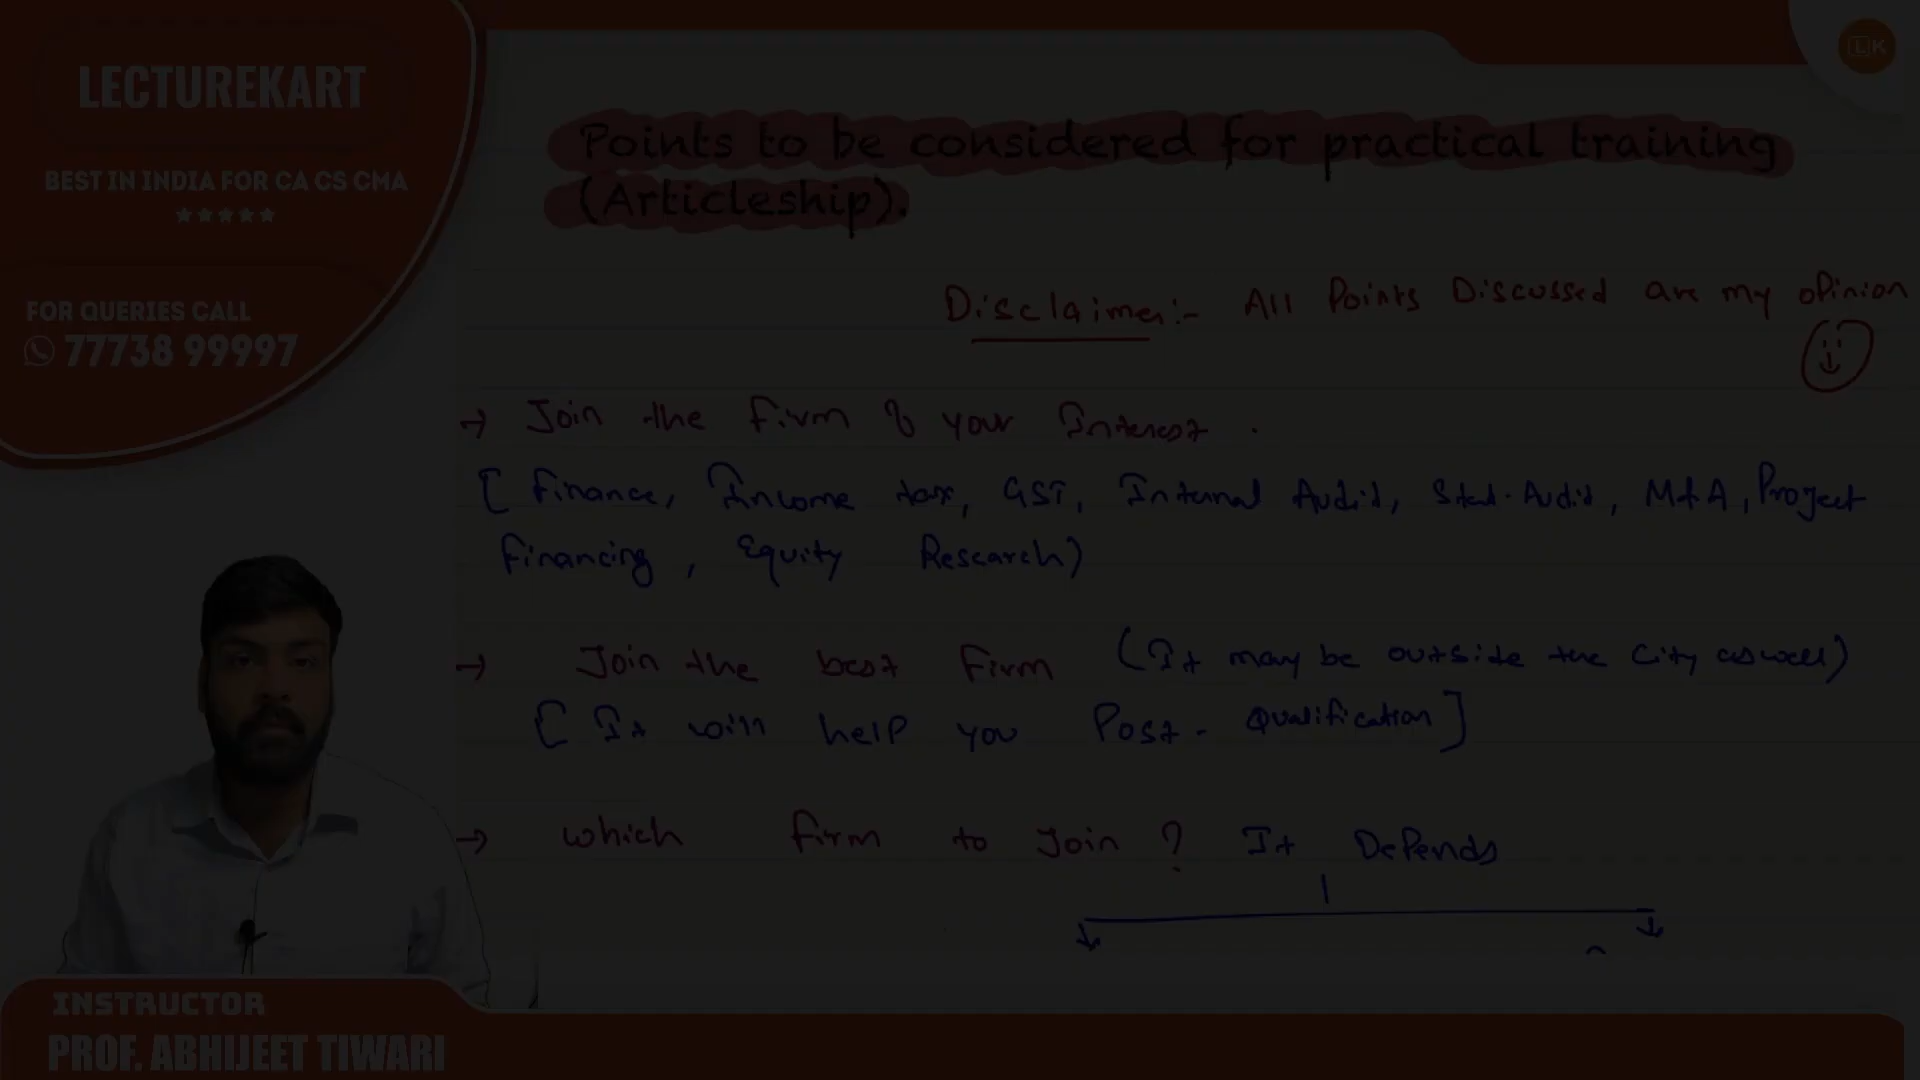 LECTUREKART
BEST IN INDIA FOR CA CS CMA
FOR QUERIES CALL
77738 99997
LK
Points to be considered for practical training
(Articleship).
Disclaimer:- All Points Discussed are my opinion
→ Join the firm of your Interest.
[ Finance, Income tax, GST, Internal Audit, Stat. Audit, M&A, Project
financing, Equity Research)
→ Join the best firm (It may be outside the city aswell)
[ It will help you Post- Qualification]
→ which firm to Join ? It Depends
INSTRUCTOR
PROF. ABHIJEET TIWARI